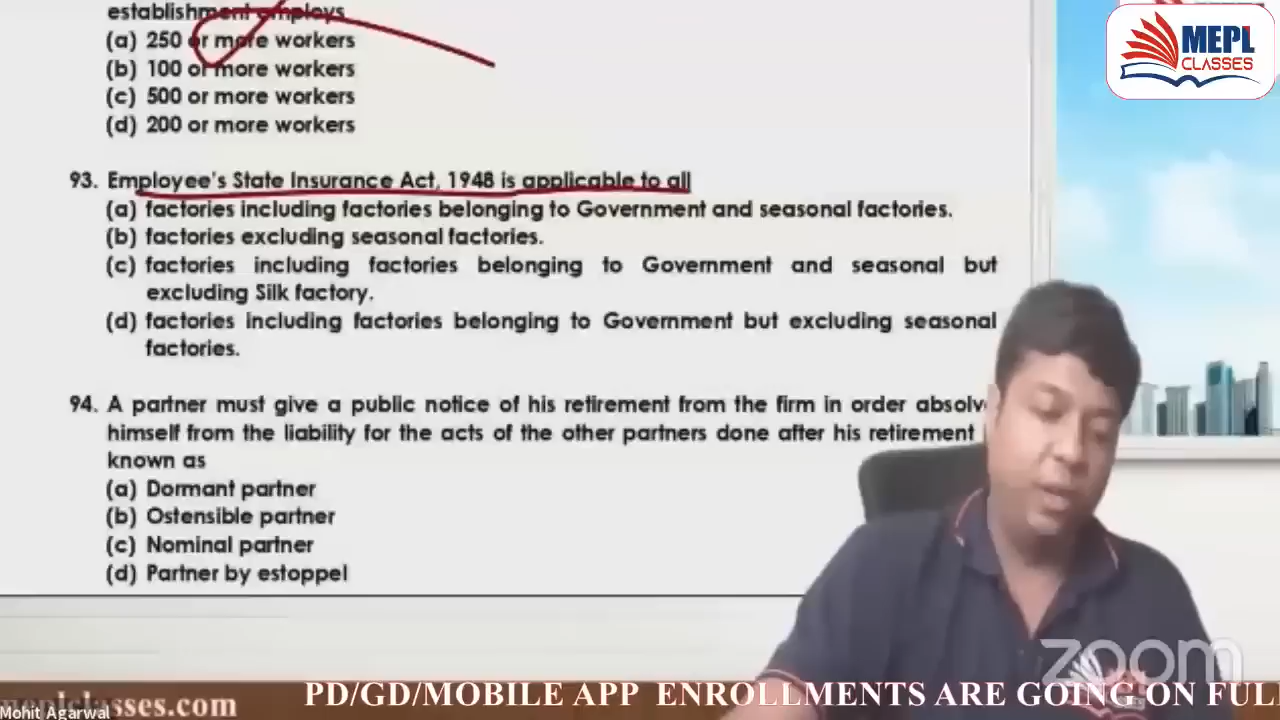 establishment employs
(a) 250 or more workers
(b) 100 or more workers
(c) 500 or more workers
(d) 200 or more workers
93. Employee's State Insurance Act, 1948 is applicable to all
(a) factories including factories belonging to Government and seasonal factories.
(b) factories excluding seasonal factories.
(c) factories including factories belonging to Government and seasonal but
excluding Silk factory.
(d) factories including factories belonging to Government but excluding seasonal
factories.
94. A partner must give a public notice of his retirement from the firm in order absolv
himself from the liability for the acts of the other partners done after his retirement
known as
(a) Dormant partner
(b) Ostensible partner
(c) Nominal partner
(d) Partner by estoppel
MEPL
CLASSES
zoom
meplclasses.com
PD/GD/MOBILE APP ENROLLMENTS ARE GOING ON FUL
Mohit Agarwal